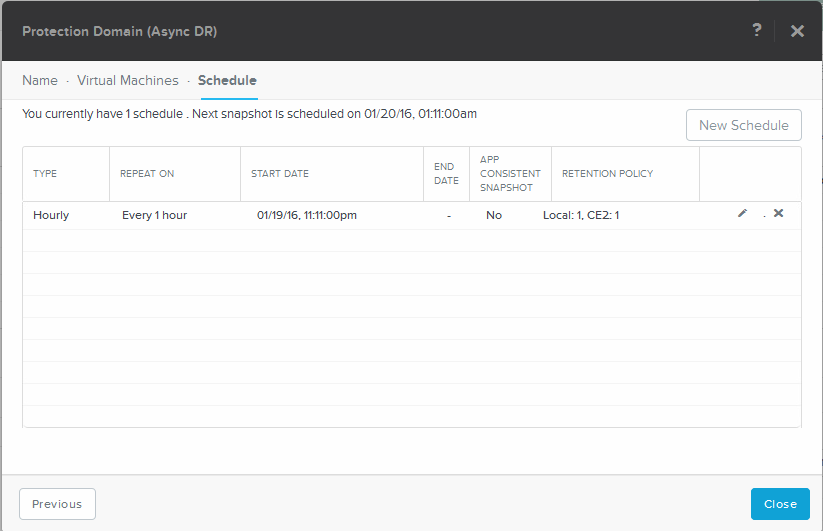 Protection Domain (Async DR)
?
Name · Virtual Machines · Schedule
You currently have 1 schedule . Next snapshot is scheduled on 01/20/16, 01:11:00am
New Schedule
TYPE REPEAT ON START DATE END DATE APP CONSISTENT SNAPSHOT RETENTION POLICY
Hourly Every 1 hour 01/19/16, 11:11:00pm - No Local: 1, CE2: 1 ·
Previous Close